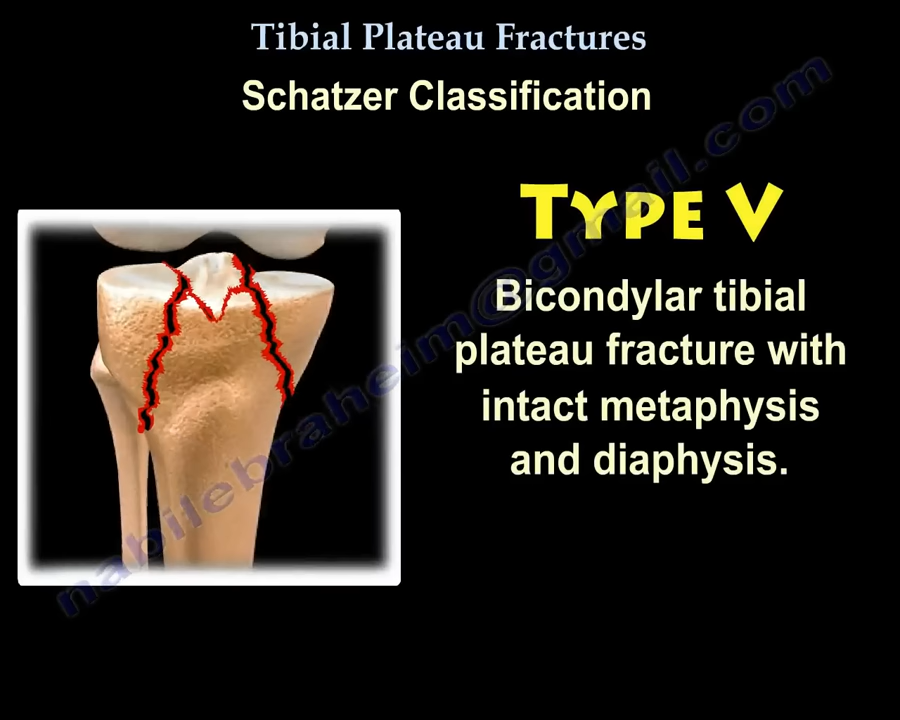 Tibial Plateau Fractures
Schatzer Classification
Type V
Bicondylar tibial
plateau fracture with
intact metaphysis
and diaphysis.
nabilebraheim@gmail.com